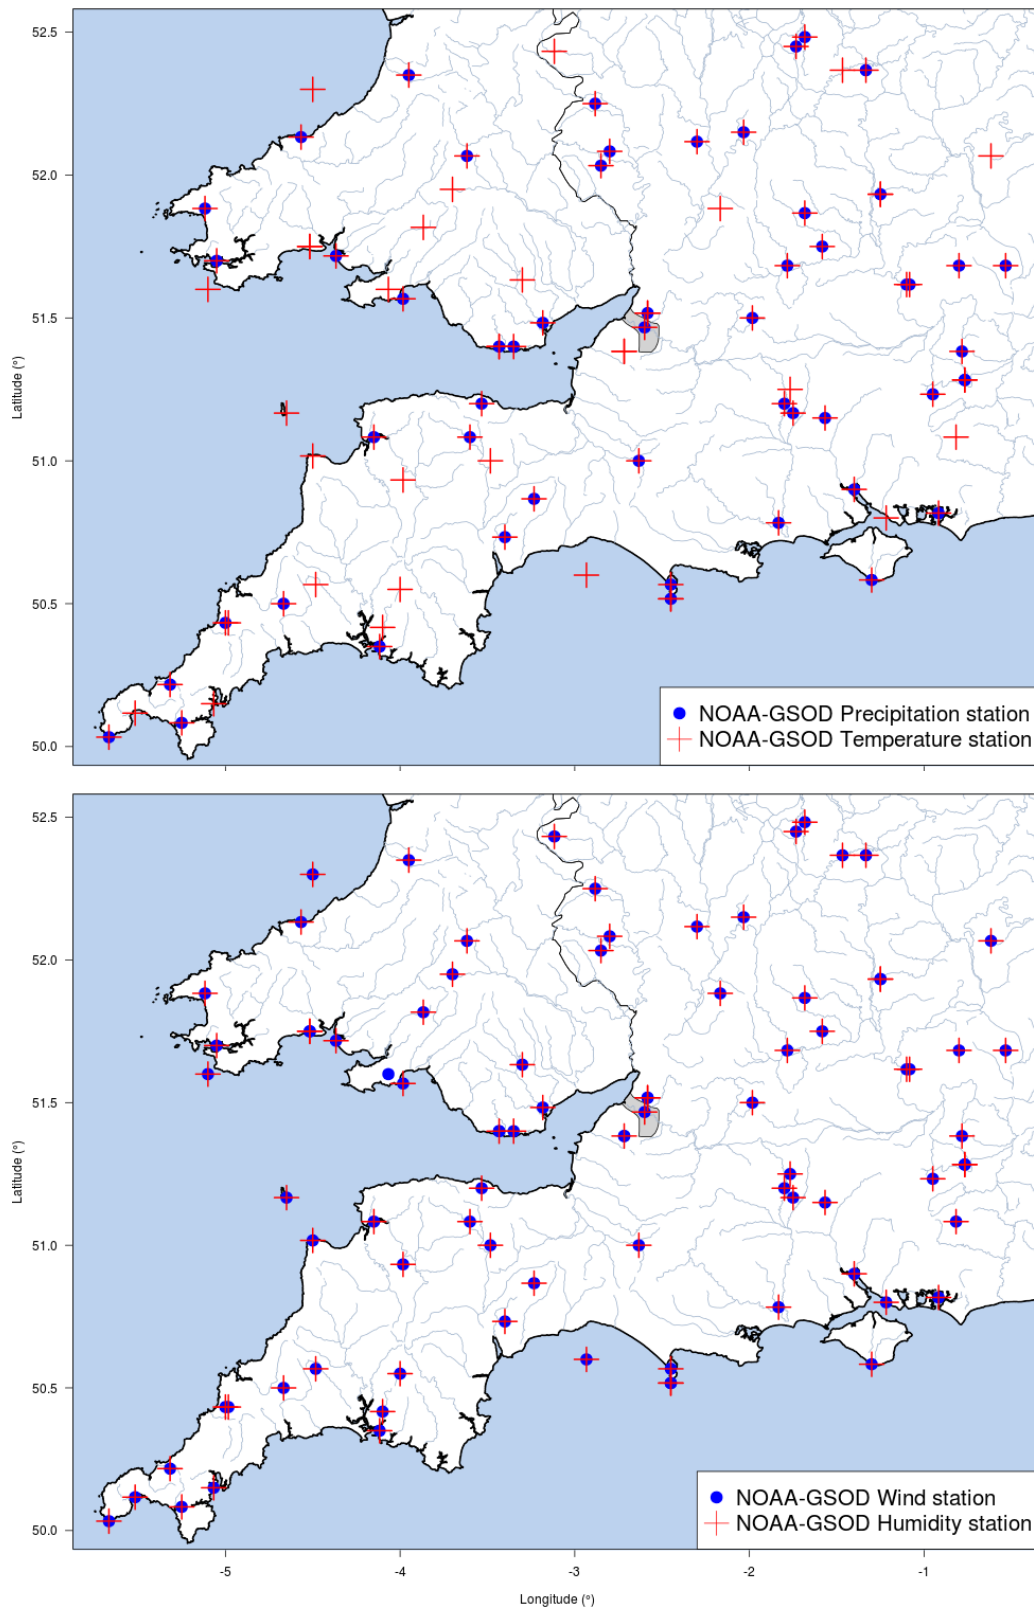 52.5
52.0
51.5
51.0
50.5
50.0
Latitude (°)
NOAA-GSOD Precipitation station
NOAA-GSOD Temperature station
52.5
52.0
51.5
51.0
50.5
50.0
Latitude (°)
NOAA-GSOD Wind station
NOAA-GSOD Humidity station
-5 -4 -3 -2 -1
Longitude (°)